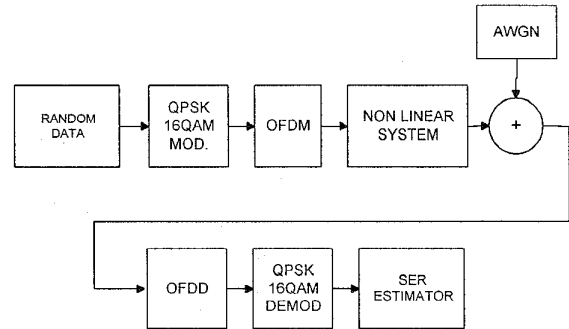 AWGN
RANDOM
DATA
QPSK
16QAM
MOD.
OFDM
NON LINEAR
SYSTEM
+
OFDD
QPSK
16QAM
DEMOD
SER
ESTIMATOR